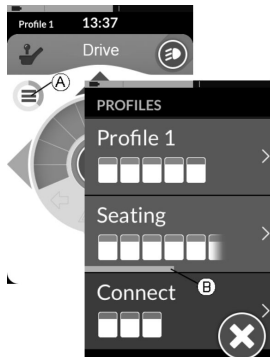 Profile 1 13:37
Drive
A
PROFILES
Profile 1
Seating
B
Connect